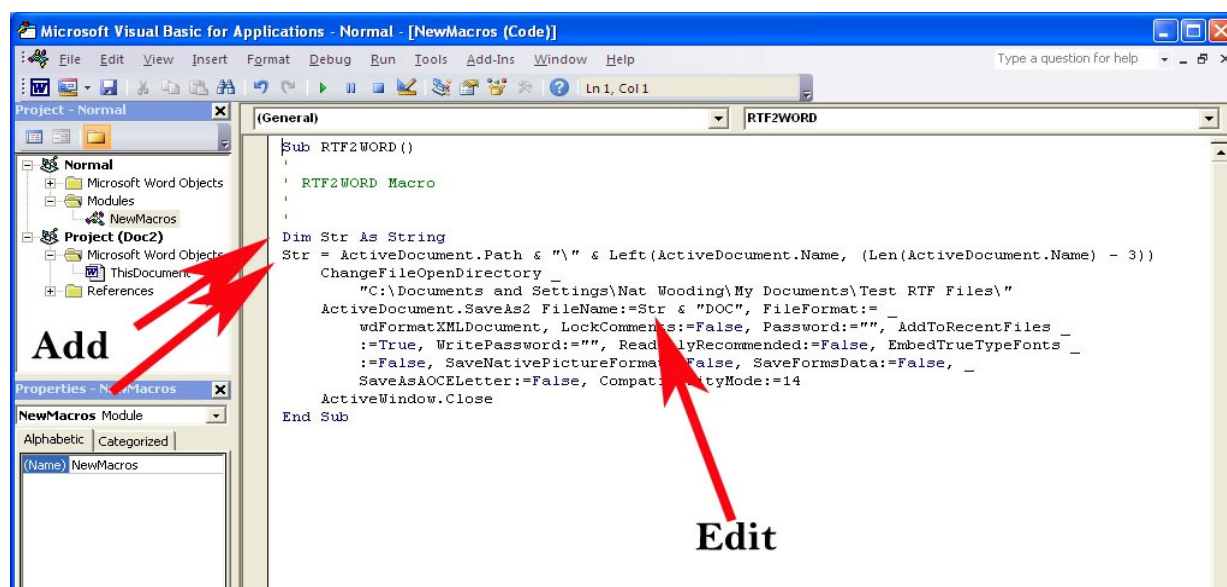 Microsoft Visual Basic for Applications - Normal - [NewMacros (Code)]
File Edit View Insert Format Debug Run Tools Add-Ins Window Help Type a question for help
Ln 1, Col 1
Project - Normal
(General) RTF2WORD
Normal
Microsoft Word Objects
Modules
NewMacros
Project (Doc2)
Microsoft Word Objects
ThisDocument
References
Add
Properties - NewMacros
NewMacros Module
Alphabetic Categorized
(Name) NewMacros
Sub RTF2WORD()
'
' RTF2WORD Macro
'
'
Dim Str As String
Str = ActiveDocument.Path & "\" & Left(ActiveDocument.Name, (Len(ActiveDocument.Name) - 3))
ChangeFileOpenDirectory _
"C:\Documents and Settings\Nat Wooding\My Documents\Test RTF Files\"
ActiveDocument.SaveAs2 FileName:=Str & "DOC", FileFormat:= _
wdFormatXMLDocument, LockComments:=False, Password:="", AddToRecentFiles _
:=True, WritePassword:="", ReadOnlyRecommended:=False, EmbedTrueTypeFonts _
:=False, SaveNativePictureFormat:=False, SaveFormsData:=False, _
SaveAsAOCELetter:=False, CompatibilityMode:=14
ActiveWindow.Close
End Sub
Edit